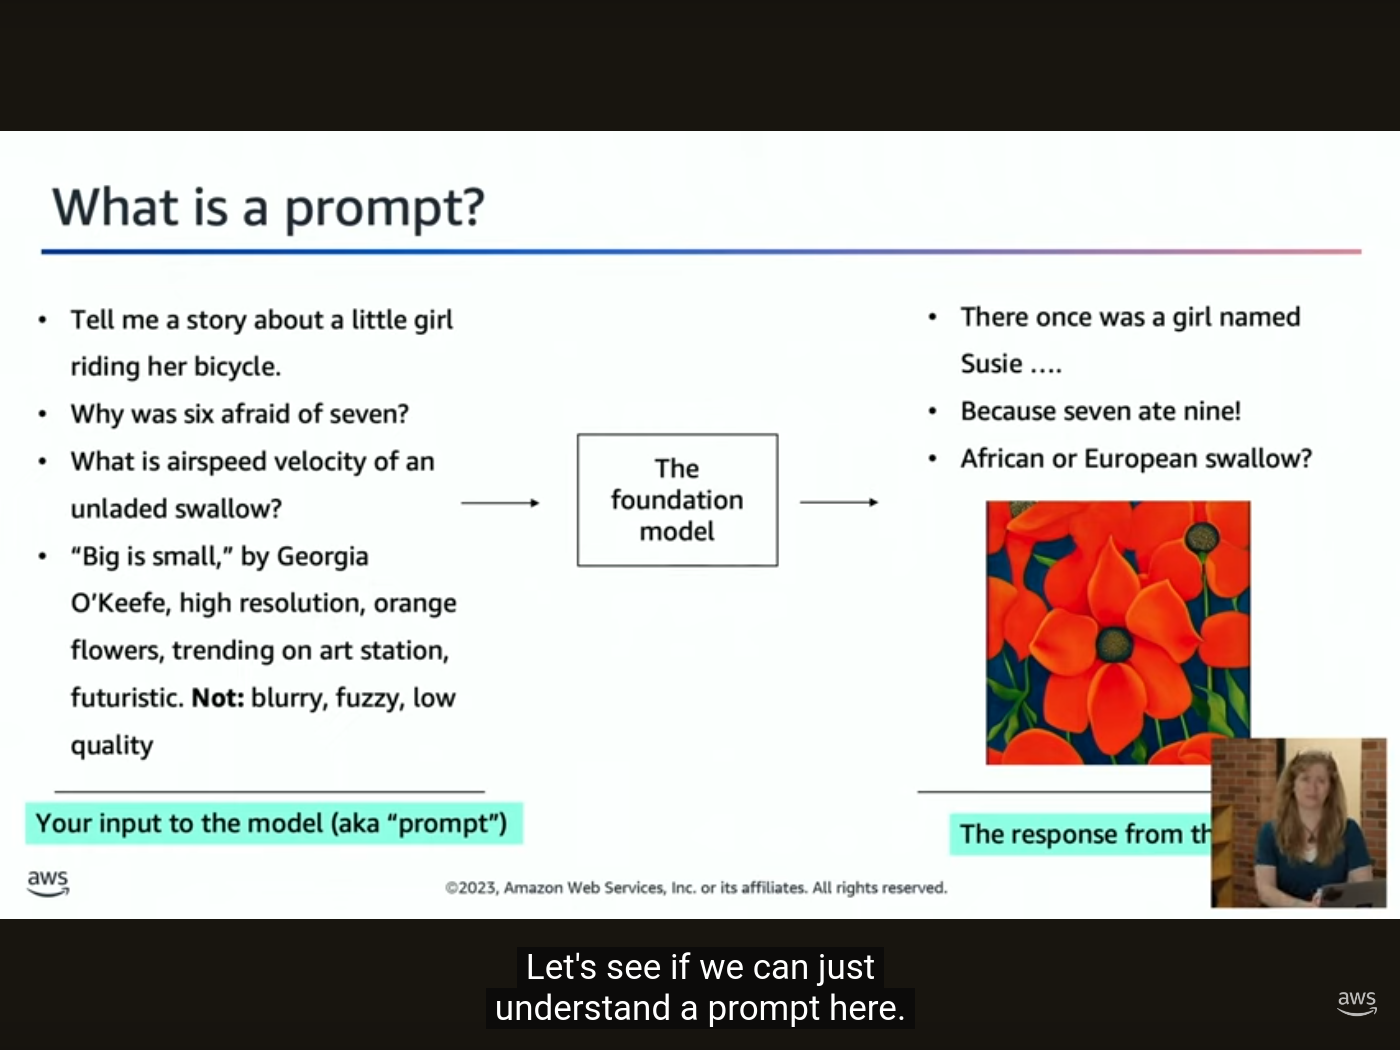 What is a prompt?
• Tell me a story about a little girl
riding her bicycle.
• Why was six afraid of seven?
• What is airspeed velocity of an
unladed swallow?
• “Big is small,” by Georgia
O’Keefe, high resolution, orange
flowers, trending on art station,
futuristic. Not: blurry, fuzzy, low
quality
Your input to the model (aka “prompt”)
The
foundation
model
• There once was a girl named
Susie ....
• Because seven ate nine!
• African or European swallow?
The response from th
aws
©2023, Amazon Web Services, Inc. or its affiliates. All rights reserved.
Let's see if we can just
understand a prompt here.
aws